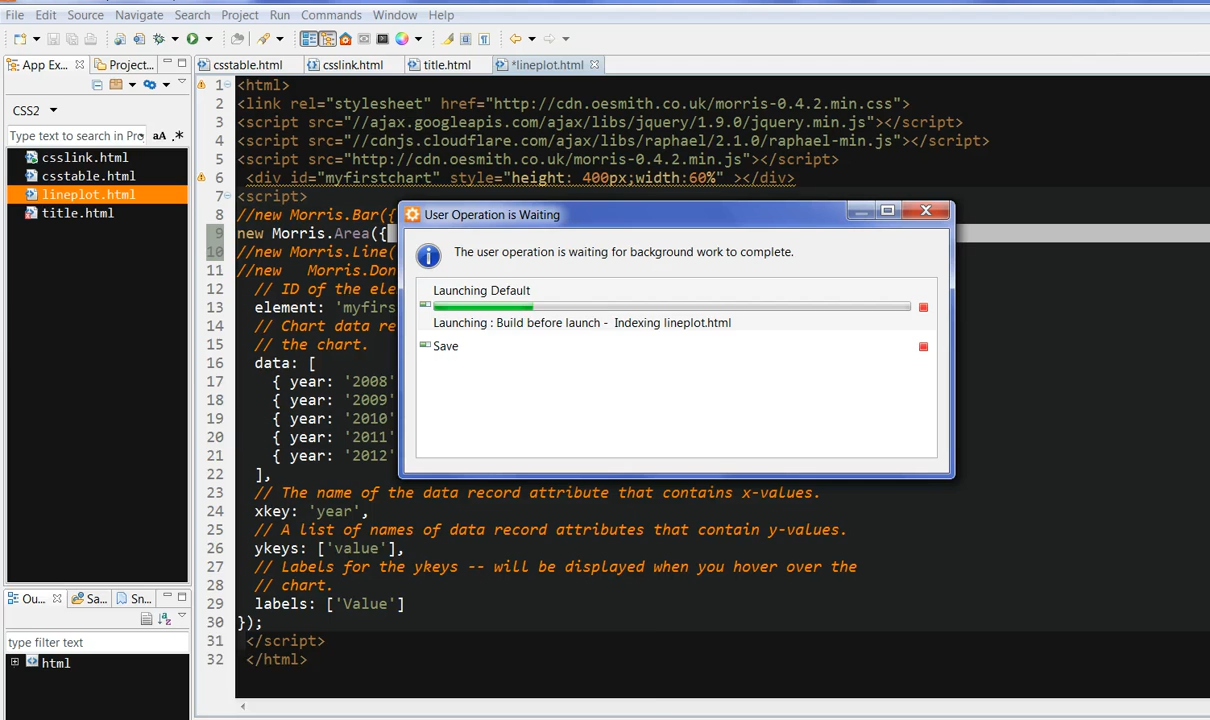 File Edit Source Navigate Search Project Run Commands Window Help
App Ex... Project...
csstable.html csslink.html title.html *lineplot.html
CSS2
Type text to search in Pro
aA .*
csslink.html
csstable.html
lineplot.html
title.html
1 <html>
2 <link rel="stylesheet" href="http://cdn.oesmith.co.uk/morris-0.4.2.min.css">
3 <script src="//ajax.googleapis.com/ajax/libs/jquery/1.9.0/jquery.min.js"></script>
4 <script src="//cdnjs.cloudflare.com/ajax/libs/raphael/2.1.0/raphael-min.js"></script>
5 <script src="http://cdn.oesmith.co.uk/morris-0.4.2.min.js"></script>
6 <div id="myfirstchart" style="height: 400px;width:60%" ></div>
7 <script>
8 //new Morris.Bar({
9 new Morris.Area({
10 //new Morris.Line(
11 //new Morris.Don
12 // ID of the ele
13 element: 'myfirs
14 // Chart data re
15 // the chart.
16 data: [
17 { year: '2008'
18 { year: '2009'
19 { year: '2010'
20 { year: '2011'
21 { year: '2012'
22 ],
23 // The name of the data record attribute that contains x-values.
24 xkey: 'year',
25 // A list of names of data record attributes that contain y-values.
26 ykeys: ['value'],
27 // Labels for the ykeys -- will be displayed when you hover over the
28 // chart.
29 labels: ['Value']
30 });
31 </script>
32 </html>
User Operation is Waiting
The user operation is waiting for background work to complete.
Launching Default
Launching : Build before launch - Indexing lineplot.html
Save
Ou... Sa... Sn...
type filter text
html